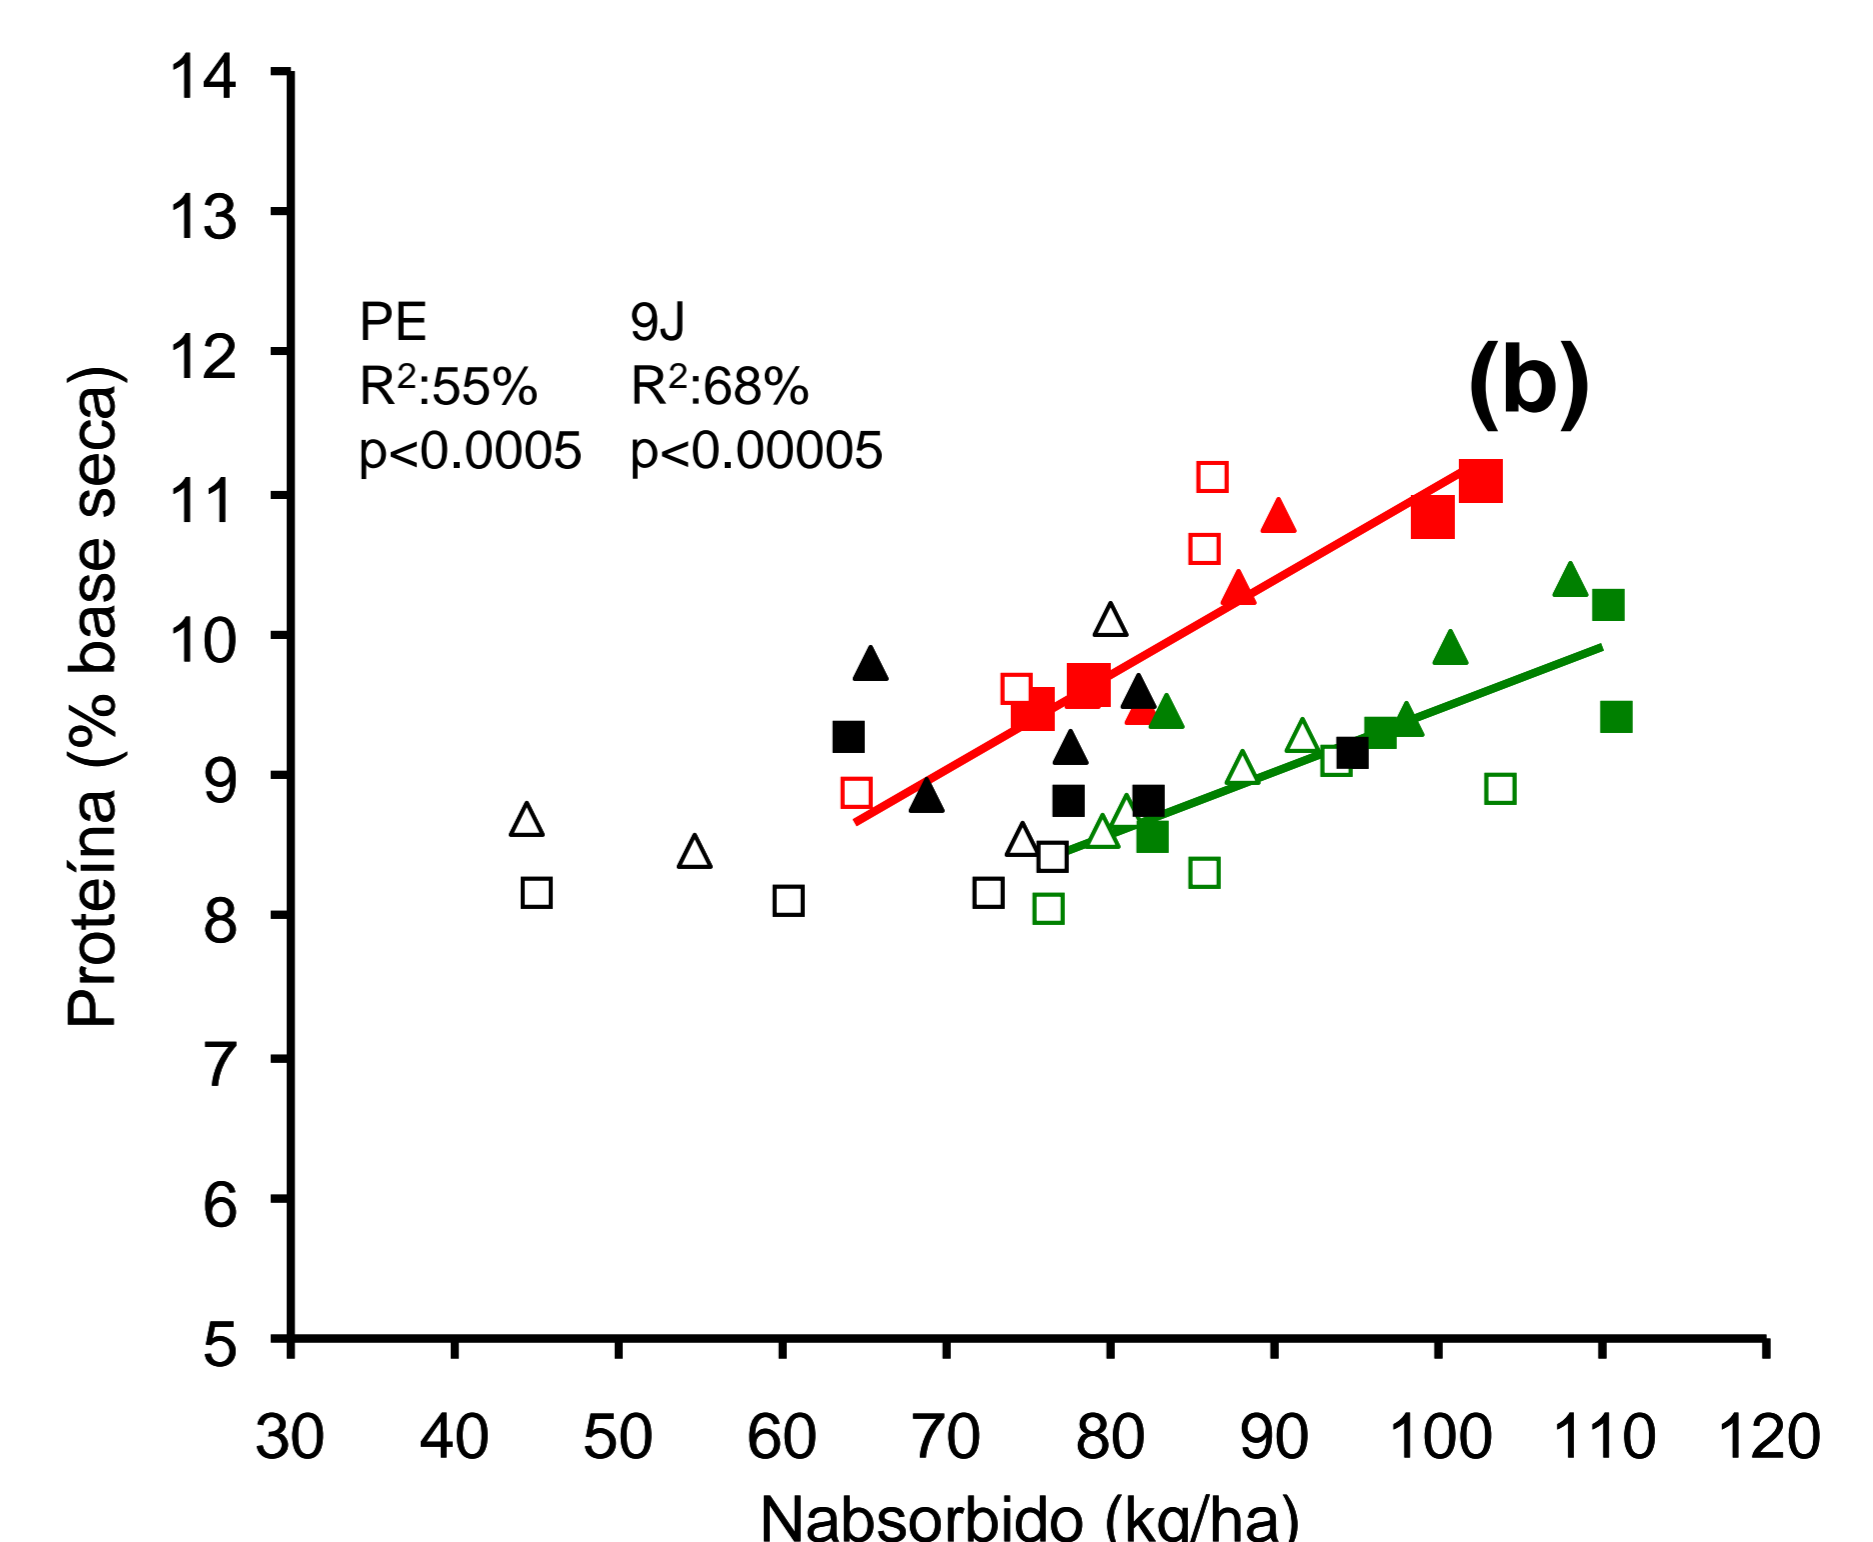 14
13
12
11
10
9
8
7
6
5
PE 9J
R²:55% R²:68%
p<0.0005 p<0.00005
(b)
Proteína (% base seca)
30 40 50 60 70 80 90 100 110 120
Nabsorbido (kg/ha)